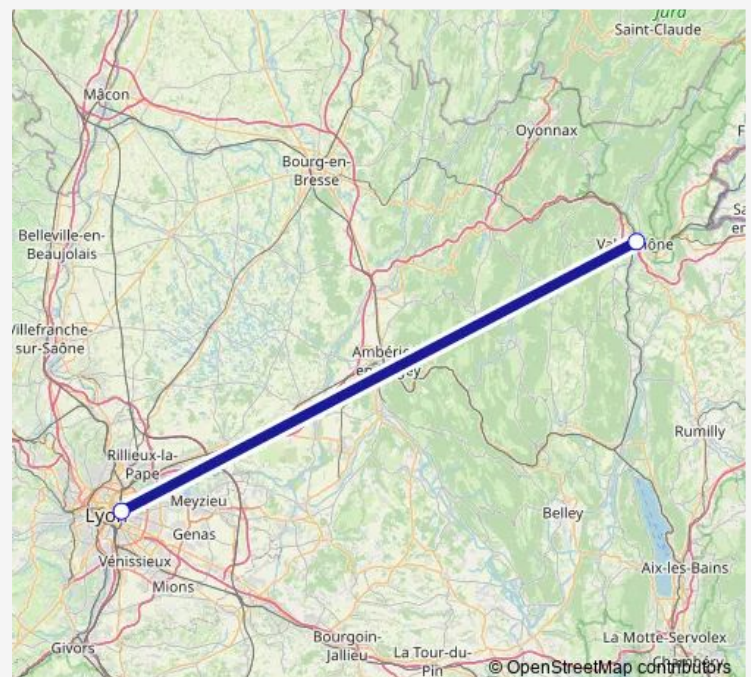 Jura
Saint-Claude
Mâcon
Oyonnax
Bourg-en-
Bresse
Belleville-en-
Beaujolais
Villefranche-
sur-Saône
Rumilly
Rillieux-la-
Pape
Meyzieu
Genas
Belley
Vénissieux
Mions
Aix-les-Bains
Givors
Bourgoin-
Jallieu
La Tour-du-
Pin
La Motte-Servolex
© OpenStreetMap contributors